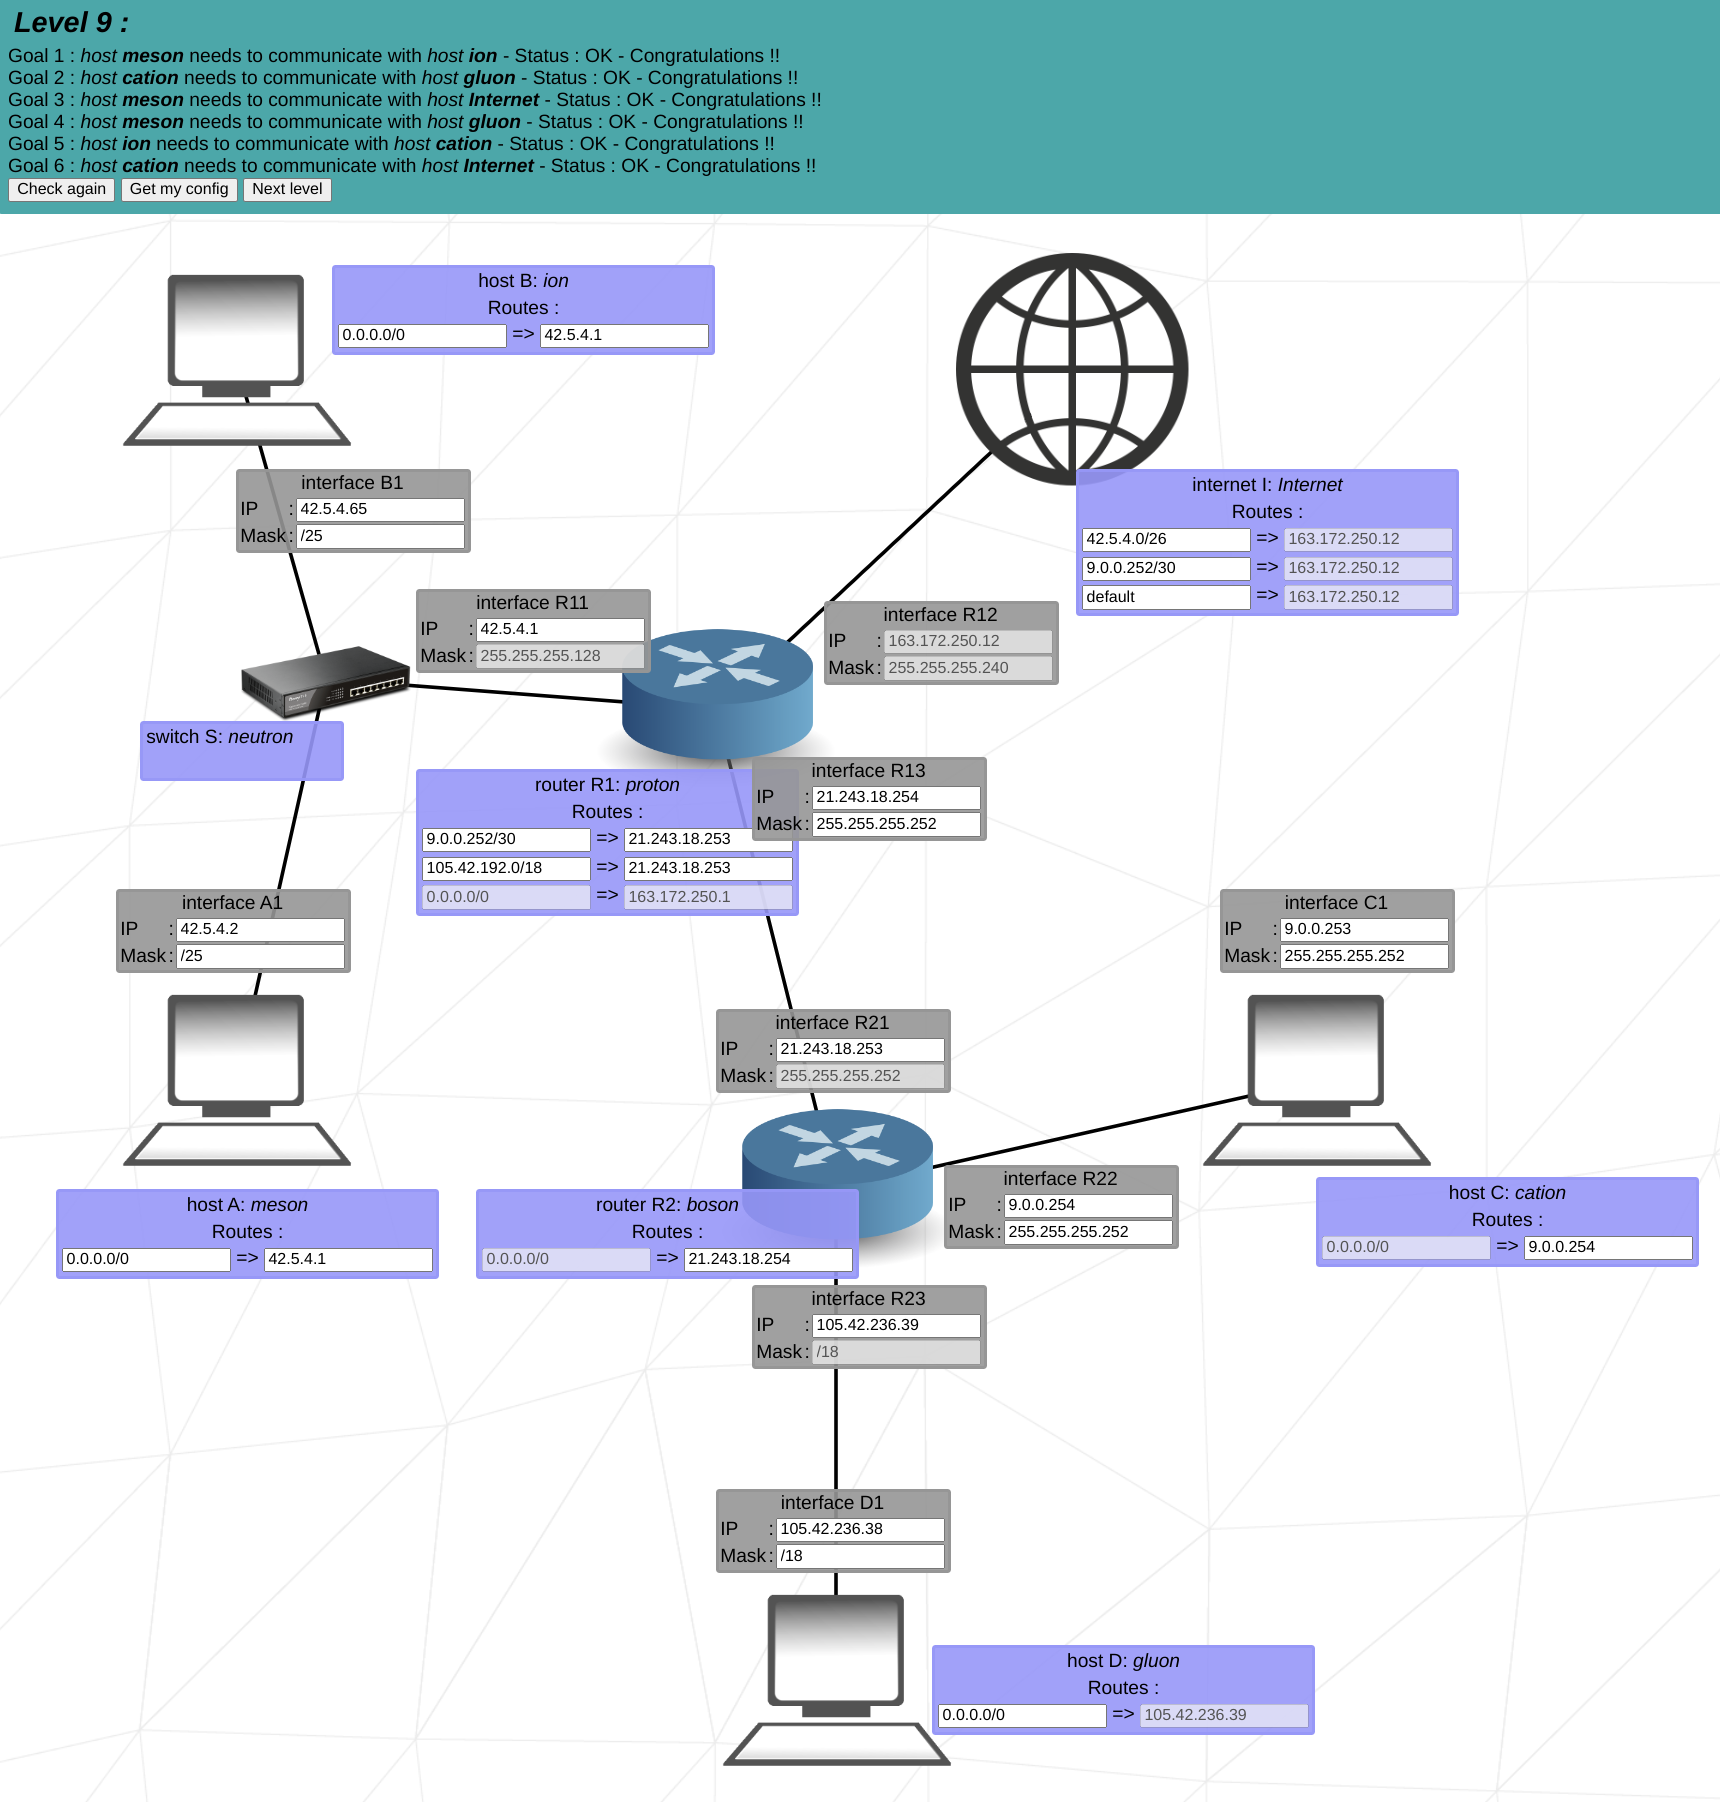 Level 9 :
Goal 1 : host meson needs to communicate with host ion - Status : OK - Congratulations !!
Goal 2 : host cation needs to communicate with host gluon - Status : OK - Congratulations !!
Goal 3 : host meson needs to communicate with host Internet - Status : OK - Congratulations !!
Goal 4 : host meson needs to communicate with host gluon - Status : OK - Congratulations !!
Goal 5 : host ion needs to communicate with host cation - Status : OK - Congratulations !!
Goal 6 : host cation needs to communicate with host Internet - Status : OK - Congratulations !!
Check again Get my config Next level
host B: ion
Routes :
0.0.0.0/0 => 42.5.4.1
interface B1
IP : 42.5.4.65
Mask : /25
internet I: Internet
Routes :
42.5.4.0/26 => 163.172.250.12
9.0.0.252/30 => 163.172.250.12
default => 163.172.250.12
interface R11
IP : 42.5.4.1
Mask : 255.255.255.128
interface R12
IP : 163.172.250.12
Mask : 255.255.255.240
switch S: neutron
router R1: proton
Routes :
9.0.0.252/30 => 21.243.18.253
105.42.192.0/18 => 21.243.18.253
0.0.0.0/0 => 163.172.250.1
interface R13
IP : 21.243.18.254
Mask : 255.255.255.252
interface A1
IP : 42.5.4.2
Mask : /25
interface C1
IP : 9.0.0.253
Mask : 255.255.255.252
interface R21
IP : 21.243.18.253
Mask : 255.255.255.252
host A: meson
Routes :
0.0.0.0/0 => 42.5.4.1
router R2: boson
Routes :
0.0.0.0/0 => 21.243.18.254
interface R22
IP : 9.0.0.254
Mask : 255.255.255.252
host C: cation
Routes :
0.0.0.0/0 => 9.0.0.254
interface R23
IP : 105.42.236.39
Mask : /18
interface D1
IP : 105.42.236.38
Mask : /18
host D: gluon
Routes :
0.0.0.0/0 => 105.42.236.39